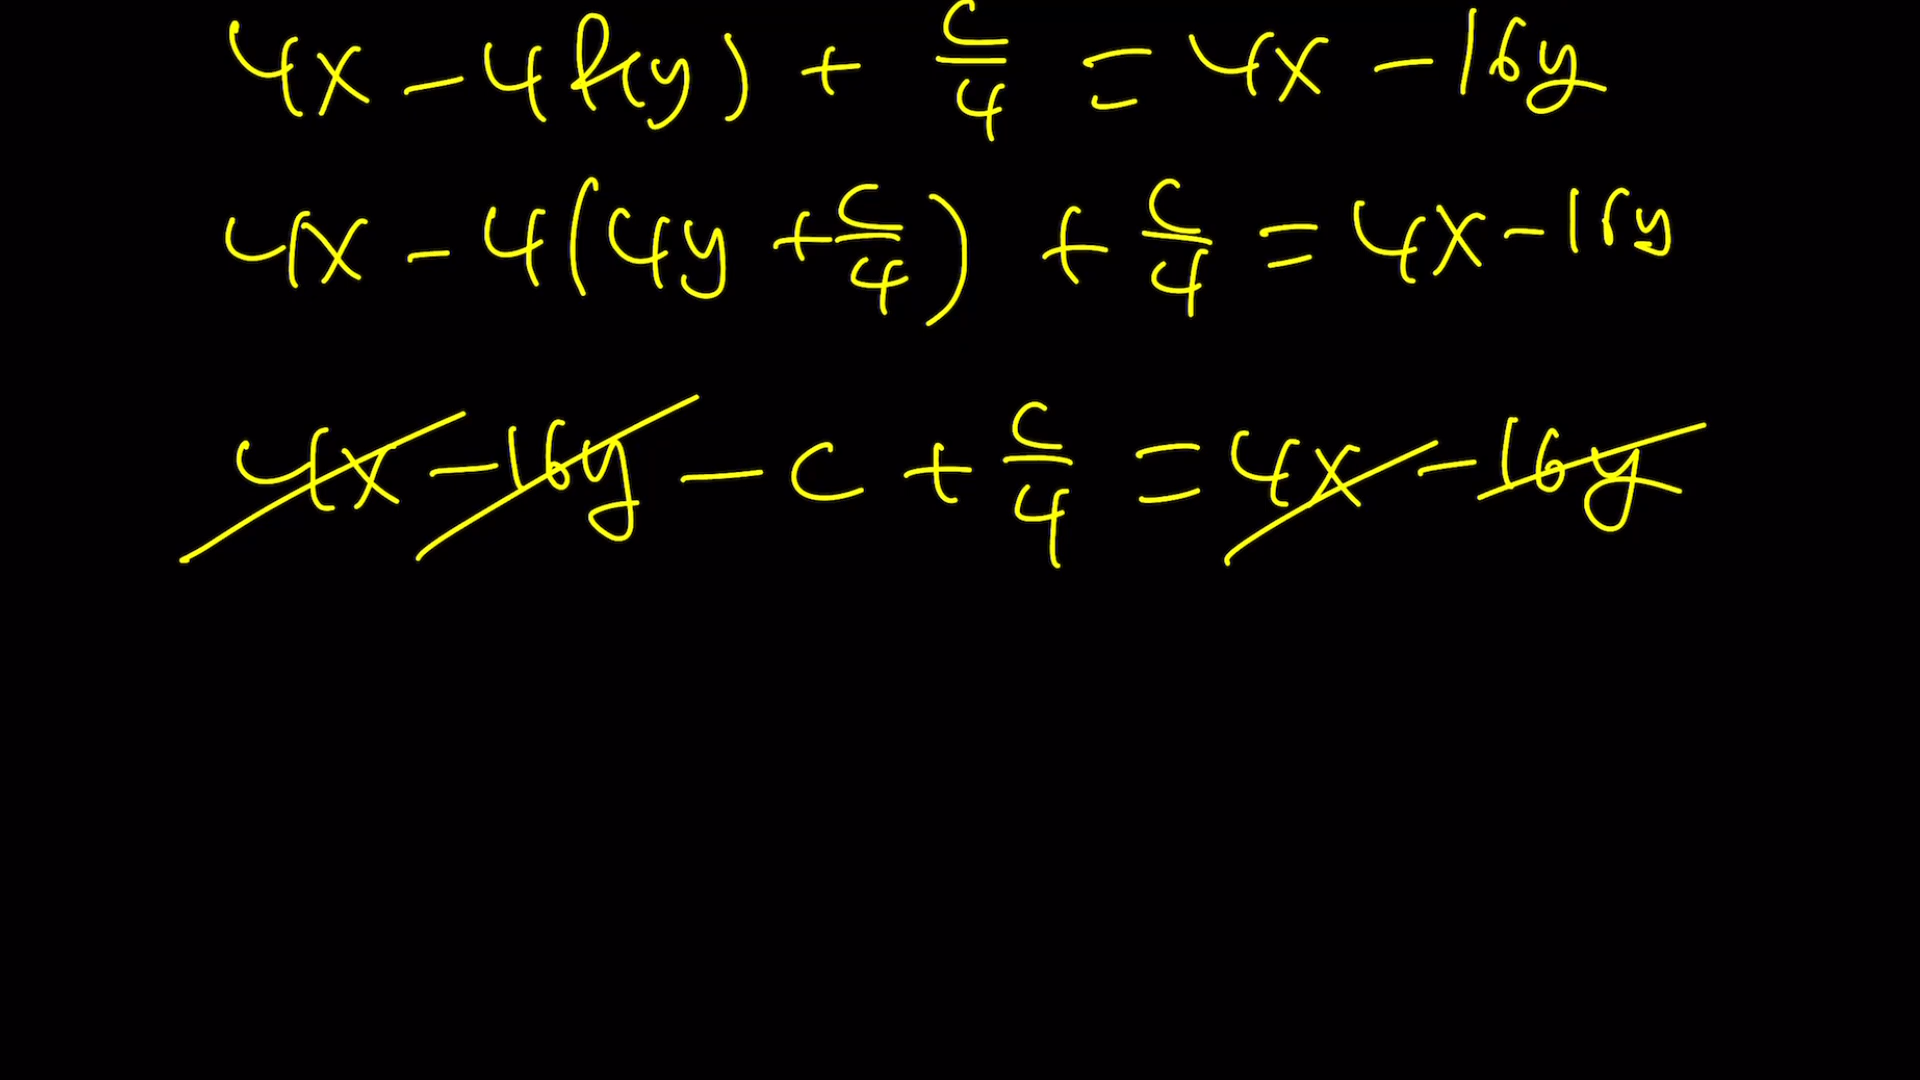 4x - 4f(y) + c/4 = 4x - 16y
4x - 4(4y + c/4) + c/4 = 4x - 16y
4x - 16y - c + c/4 = 4x - 16y